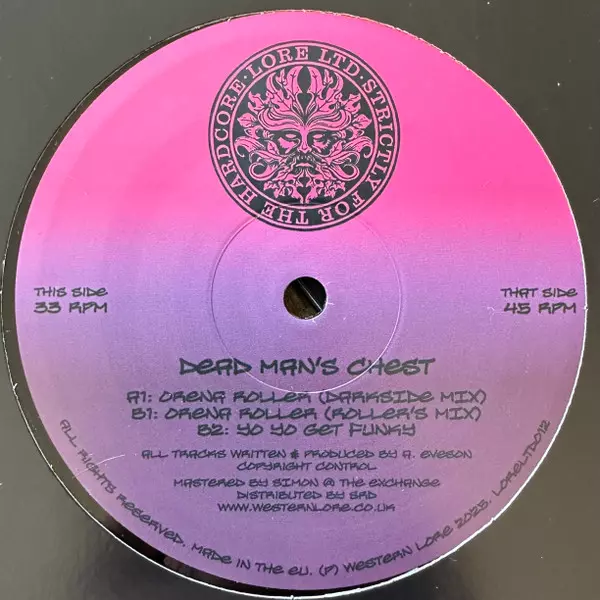 LORE LTD · STRICTLY FOR THE HARDCORE ·
THIS SIDE
33 RPM
THAT SIDE
45 RPM
DEAD MAN'S CHEST
A1: ORENA ROLLER (DARKSIDE MIX)
B1: ORENA ROLLER (ROLLER'S MIX)
B2: YO YO GET FUNKY
ALL TRACKS WRITTEN & PRODUCED BY A. EVESON
COPYRIGHT CONTROL
MASTERED BY SIMON @ THE EXCHANGE
DISTRIBUTED BY SRD
WWW.WESTERNLORE.CO.UK
ALL RIGHTS RESERVED. MADE IN THE EU. (P) WESTERN LORE 2023. LORELTD012